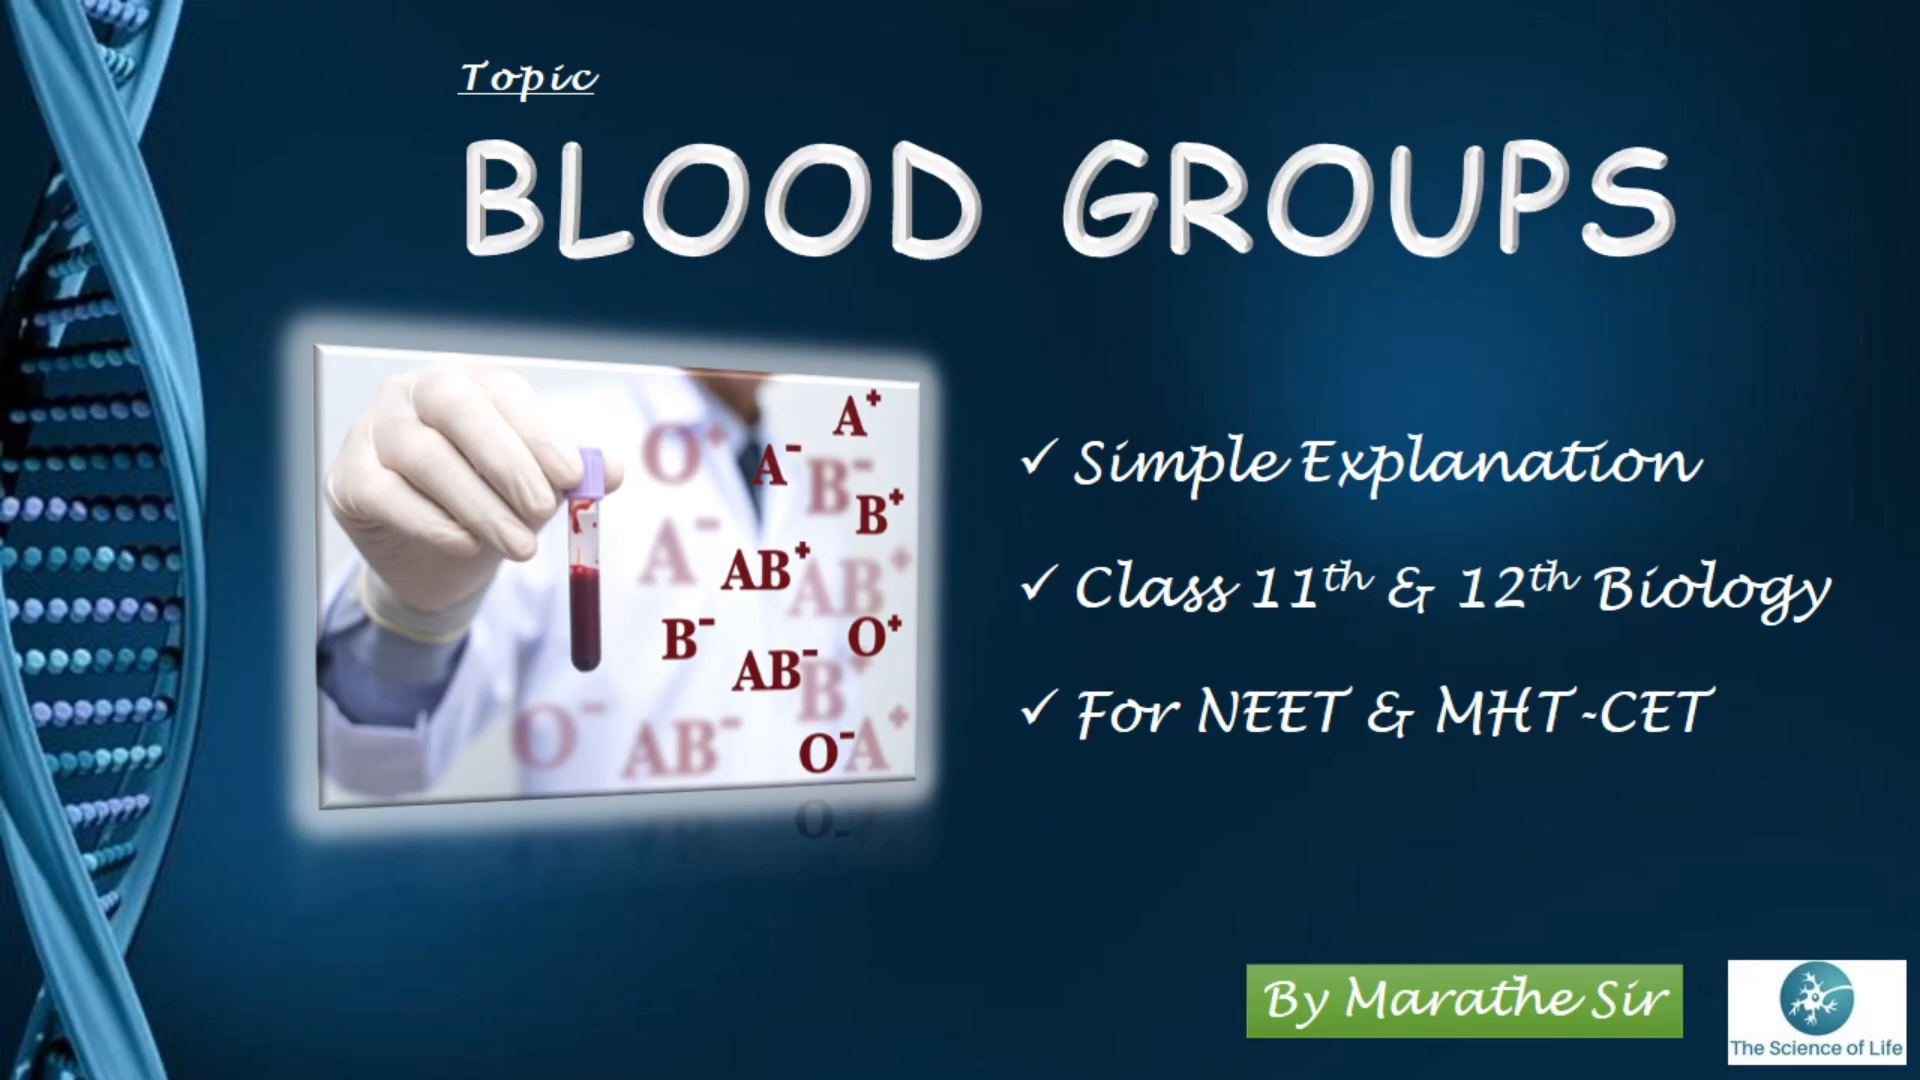 Topic
BLOOD GROUPS
✓ Simple Explanation
✓ Class 11th & 12th Biology
✓ For NEET & MHT-CET
A+
O+
A-
B-
B+
A-
AB+
AB+
B-
O+
AB-
B+
O-
AB-
O-
A+
By Marathe Sir
The Science of Life